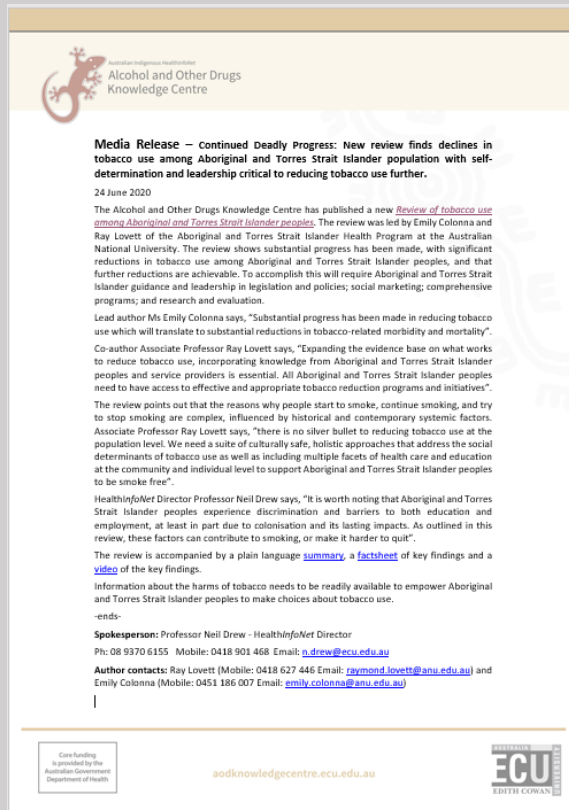 Australian Indigenous HealthInfoNet
Alcohol and Other Drugs
Knowledge Centre
Media Release – Continued Deadly Progress: New review finds declines in
tobacco use among Aboriginal and Torres Strait Islander population with self-
determination and leadership critical to reducing tobacco use further.
24 June 2020
The Alcohol and Other Drugs Knowledge Centre has published a new Review of tobacco use
among Aboriginal and Torres Strait Islander peoples. The review was led by Emily Colonna and
Ray Lovett of the Aboriginal and Torres Strait Islander Health Program at the Australian
National University. The review shows substantial progress has been made, with significant
reductions in tobacco use among Aboriginal and Torres Strait Islander peoples, and that
further reductions are achievable. To accomplish this will require Aboriginal and Torres Strait
Islander guidance and leadership in legislation and policies; social marketing; comprehensive
programs; and research and evaluation.
Lead author Ms Emily Colonna says, “Substantial progress has been made in reducing tobacco
use which will translate to substantial reductions in tobacco-related morbidity and mortality”.
Co-author Associate Professor Ray Lovett says, “Expanding the evidence base on what works
to reduce tobacco use, incorporating knowledge from Aboriginal and Torres Strait Islander
peoples and service providers is essential. All Aboriginal and Torres Strait Islander peoples
need to have access to effective and appropriate tobacco reduction programs and initiatives”.
The review points out that the reasons why people start to smoke, continue smoking, and try
to stop smoking are complex, influenced by historical and contemporary systemic factors.
Associate Professor Ray Lovett says, “there is no silver bullet to reducing tobacco use at the
population level. We need a suite of culturally safe, holistic approaches that address the social
determinants of tobacco use as well as including multiple facets of health care and education
at the community and individual level to support Aboriginal and Torres Strait Islander peoples
to be smoke free”.
HealthInfoNet Director Professor Neil Drew says, “It is worth noting that Aboriginal and Torres
Strait Islander peoples experience discrimination and barriers to both education and
employment, at least in part due to colonisation and its lasting impacts. As outlined in this
review, these factors can contribute to smoking, or make it harder to quit”.
The review is accompanied by a plain language summary, a factsheet of key findings and a
video of the key findings.
Information about the harms of tobacco needs to be readily available to empower Aboriginal
and Torres Strait Islander peoples to make choices about tobacco use.
-ends-
Spokesperson: Professor Neil Drew - HealthInfoNet Director
Ph: 08 9370 6155 Mobile: 0418 901 468 Email: n.drew@ecu.edu.au
Author contacts: Ray Lovett (Mobile: 0418 627 446 Email: raymond.lovett@anu.edu.au) and
Emily Colonna (Mobile: 0451 186 007 Email: emily.colonna@anu.edu.au)
Core funding
is provided by the
Australian Government
Department of Health
aodknowledgecentre.ecu.edu.au
AUSTRALIA
ECU
EDITH COWAN
UNIVERSITY